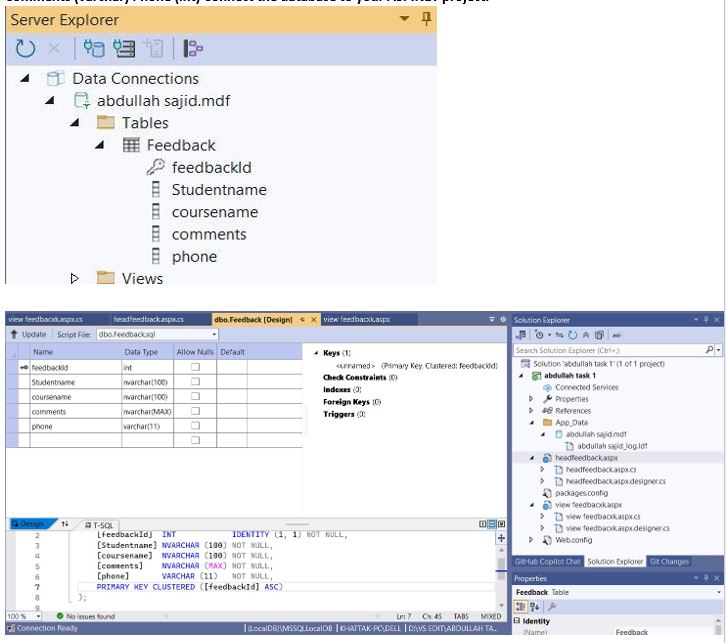 Comments (varchar) Phone (int) Connect the database to your ASP.NET project.
Server Explorer
Data Connections
abdullah sajid.mdf
Tables
Feedback
feedbackId
Studentname
coursename
comments
phone
Views
view feedbacxk.aspx.cs headfeedback.aspx.cs dbo.Feedback [Design] view feedbacxk.aspx
Update Script File: dbo.Feedback.sql
Name Data Type Allow Nulls Default
feedbackId int
Studentname nvarchar(100)
coursename nvarchar(100)
comments nvarchar(MAX)
phone varchar(11)
Keys (1)
<unnamed> (Primary Key, Clustered: feedbackId)
Check Constraints (0)
Indexes (0)
Foreign Keys (0)
Triggers (0)
Design T-SQL
2 [feedbackId] INT IDENTITY (1, 1) NOT NULL,
3 [Studentname] NVARCHAR (100) NOT NULL,
4 [coursename] NVARCHAR (100) NOT NULL,
5 [comments] NVARCHAR (MAX) NOT NULL,
6 [phone] VARCHAR (11) NOT NULL,
7 PRIMARY KEY CLUSTERED ([feedbackId] ASC)
8 );
9
100 % No issues found Ln: 7 Ch: 45 TABS MIXED
Connection Ready (LocalDB)\MSSQLLocalDB KHATTAK-PC\DELL D:\VS EDIT\ABDULLAH TA...
Solution Explorer
Search Solution Explorer (Ctrl+;)
Solution 'abdullah task 1' (1 of 1 project)
abdullah task 1
Connected Services
Properties
References
App_Data
abdullah sajid.mdf
abdullah sajid_log.ldf
headfeedback.aspx
headfeedback.aspx.cs
headfeedback.aspx.designer.cs
packages.config
view feedbacxk.aspx
view feedbacxk.aspx.cs
view feedbacxk.aspx.designer.cs
Web.config
GitHub Copilot Chat Solution Explorer Git Changes
Properties
Feedback Table
Identity
(Name) Feedback